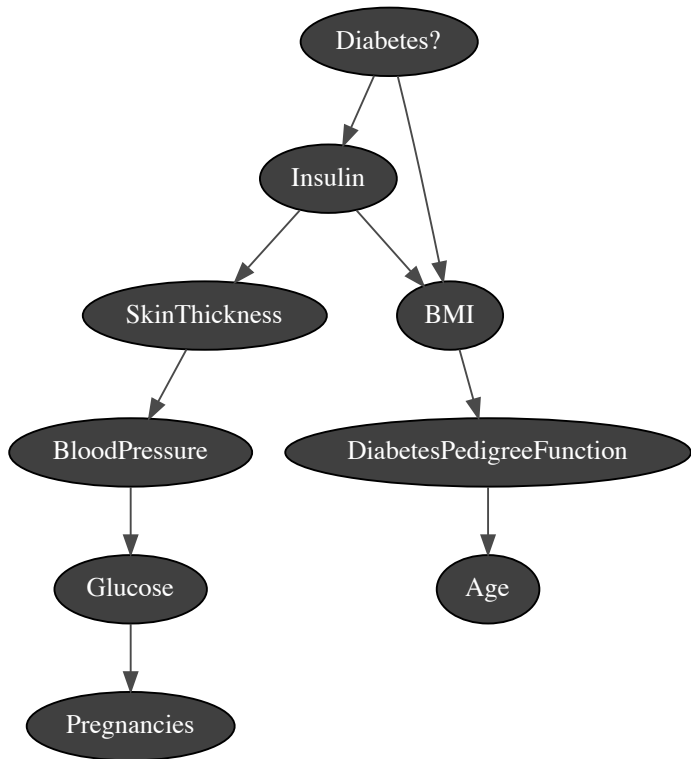 Diabetes?
Insulin
SkinThickness
BMI
BloodPressure
DiabetesPedigreeFunction
Glucose
Age
Pregnancies